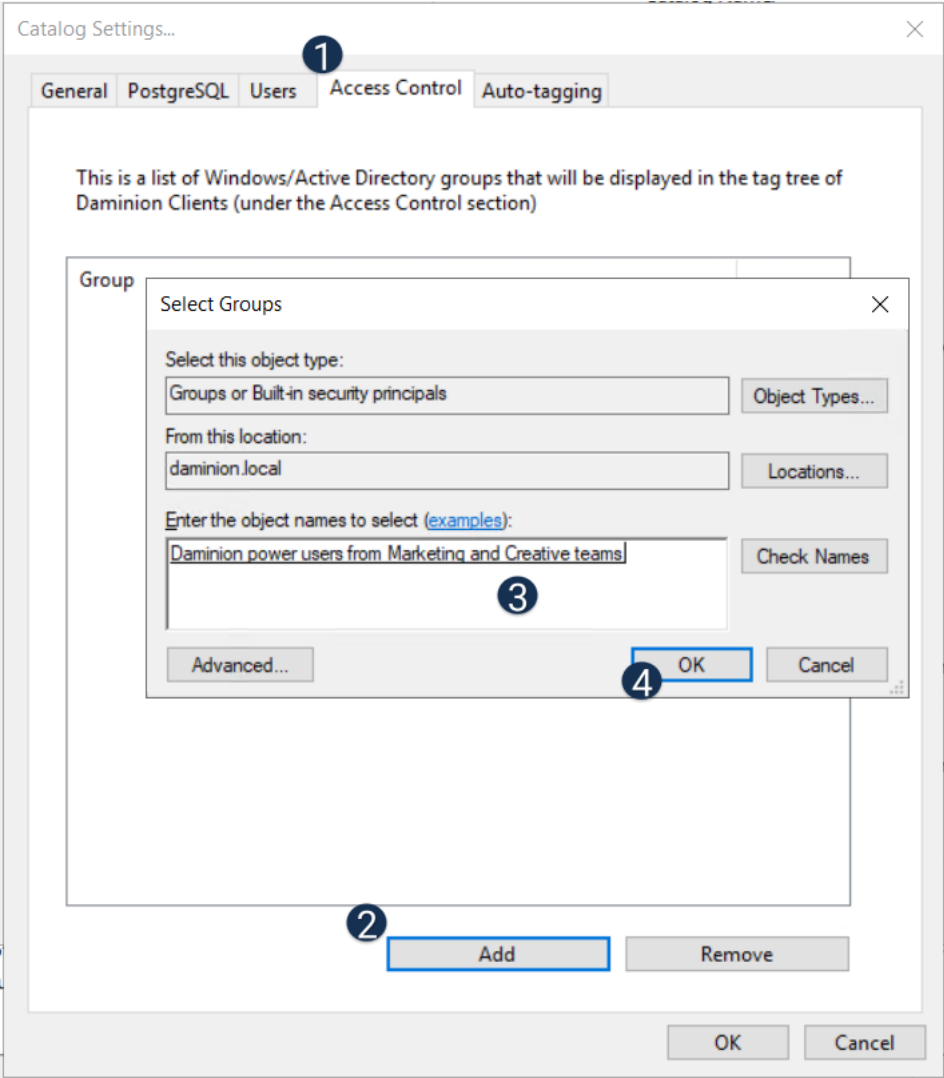 Catalog Settings...
1
General PostgreSQL Users Access Control Auto-tagging
This is a list of Windows/Active Directory groups that will be displayed in the tag tree of
Daminion Clients (under the Access Control section)
Group
Select Groups
Select this object type:
Groups or Built-in security principals
Object Types...
From this location:
daminion.local
Locations...
Enter the object names to select (examples):
Daminion power users from Marketing and Creative teams
Check Names
3
Advanced...
4
OK
Cancel
2
Add
Remove
OK
Cancel